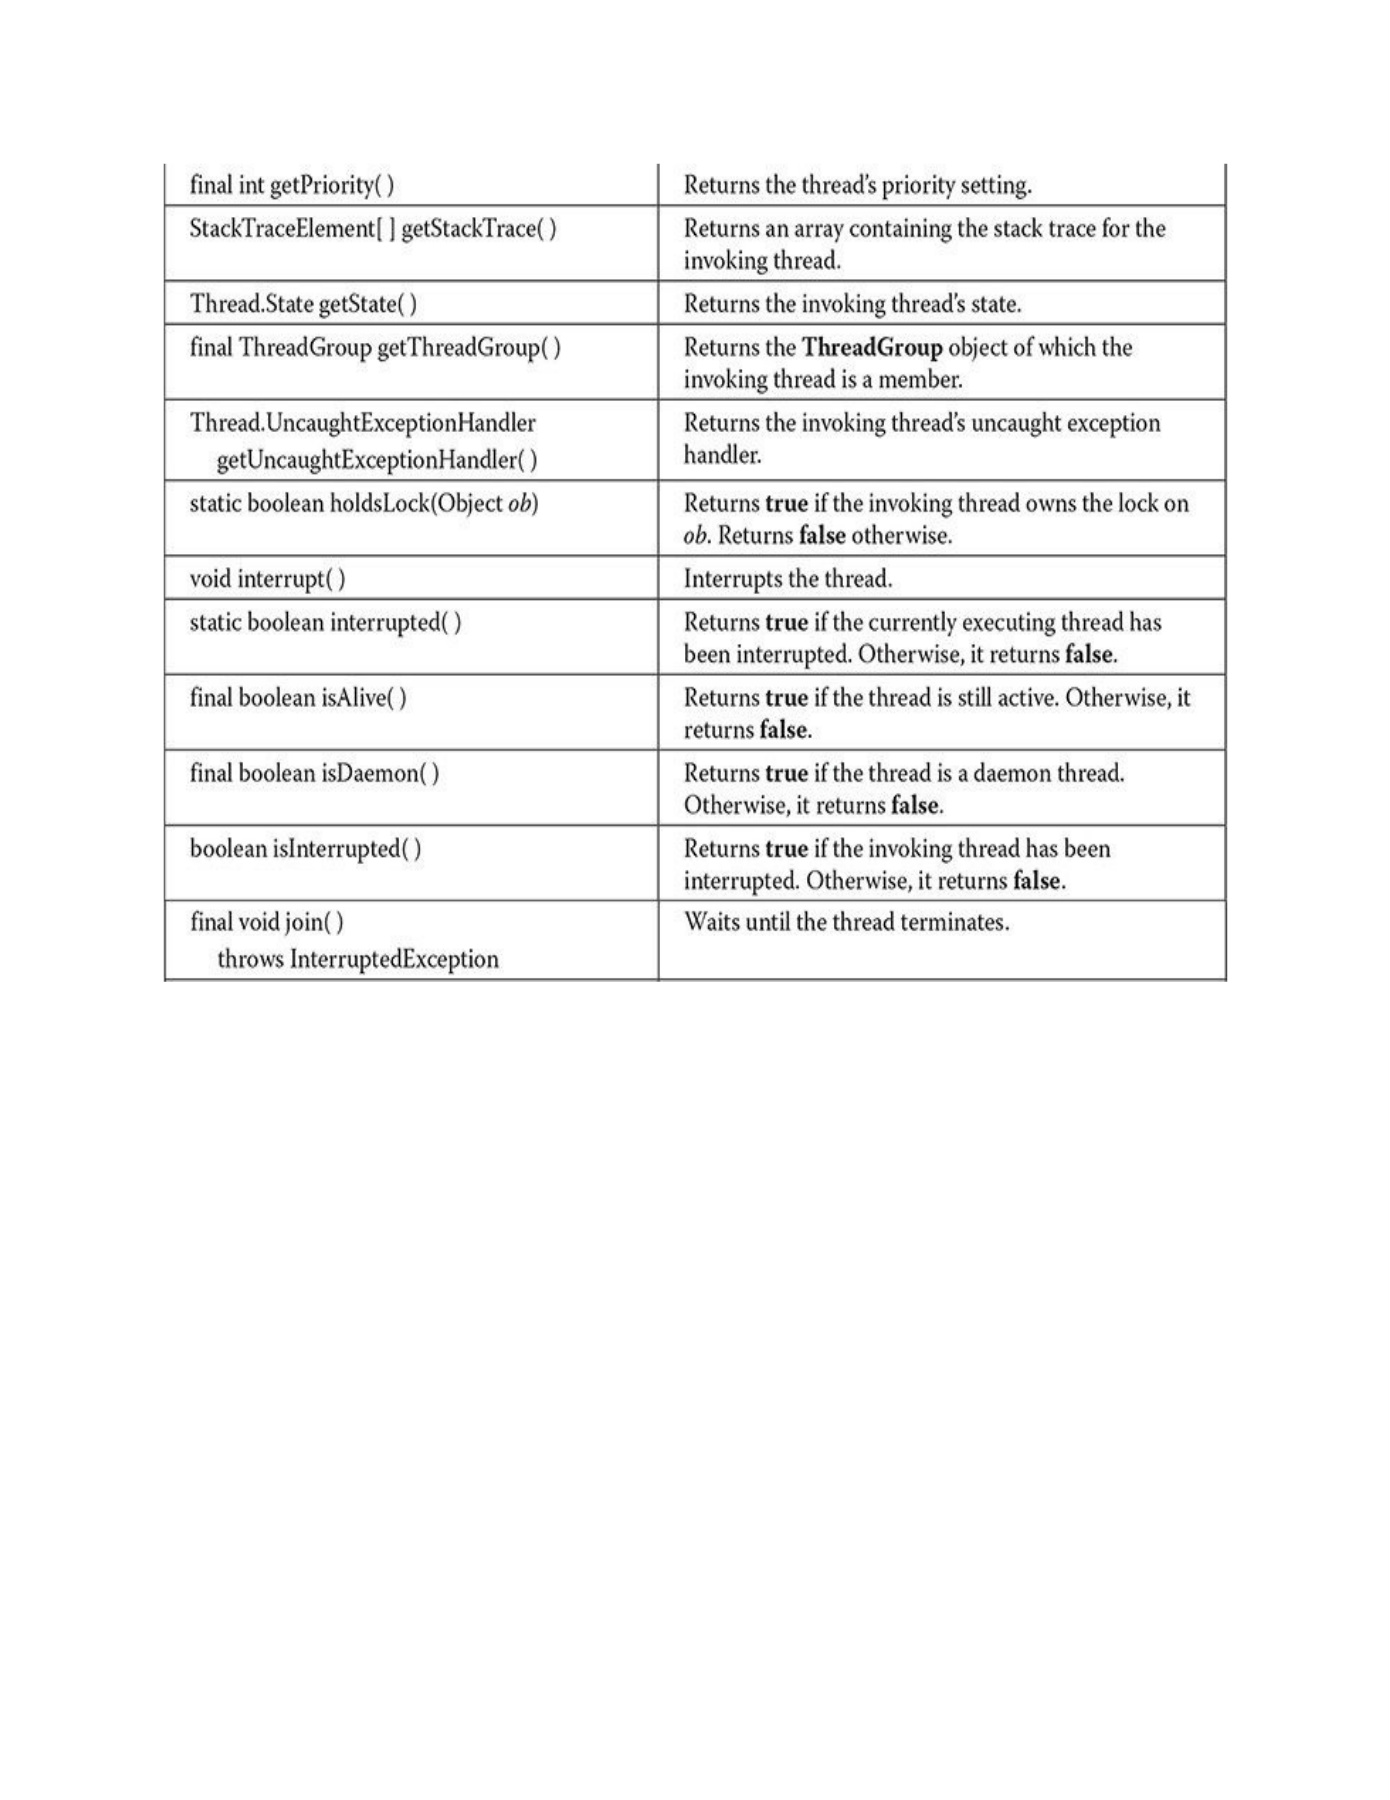 final int getPriority( )
Returns the thread's priority setting.
StackTraceElement[ ] getStackTrace( )
Returns an array containing the stack trace for the
invoking thread.
Thread.State getState( )
Returns the invoking thread's state.
final ThreadGroup getThreadGroup( )
Returns the ThreadGroup object of which the
invoking thread is a member.
Thread.UncaughtExceptionHandler
getUncaughtExceptionHandler( )
Returns the invoking thread's uncaught exception
handler.
static boolean holdsLock(Object ob)
Returns true if the invoking thread owns the lock on
ob. Returns false otherwise.
void interrupt( )
Interrupts the thread.
static boolean interrupted( )
Returns true if the currently executing thread has
been interrupted. Otherwise, it returns false.
final boolean isAlive( )
Returns true if the thread is still active. Otherwise, it
returns false.
final boolean isDaemon( )
Returns true if the thread is a daemon thread.
Otherwise, it returns false.
boolean isInterrupted( )
Returns true if the invoking thread has been
interrupted. Otherwise, it returns false.
final void join( )
throws InterruptedException
Waits until the thread terminates.